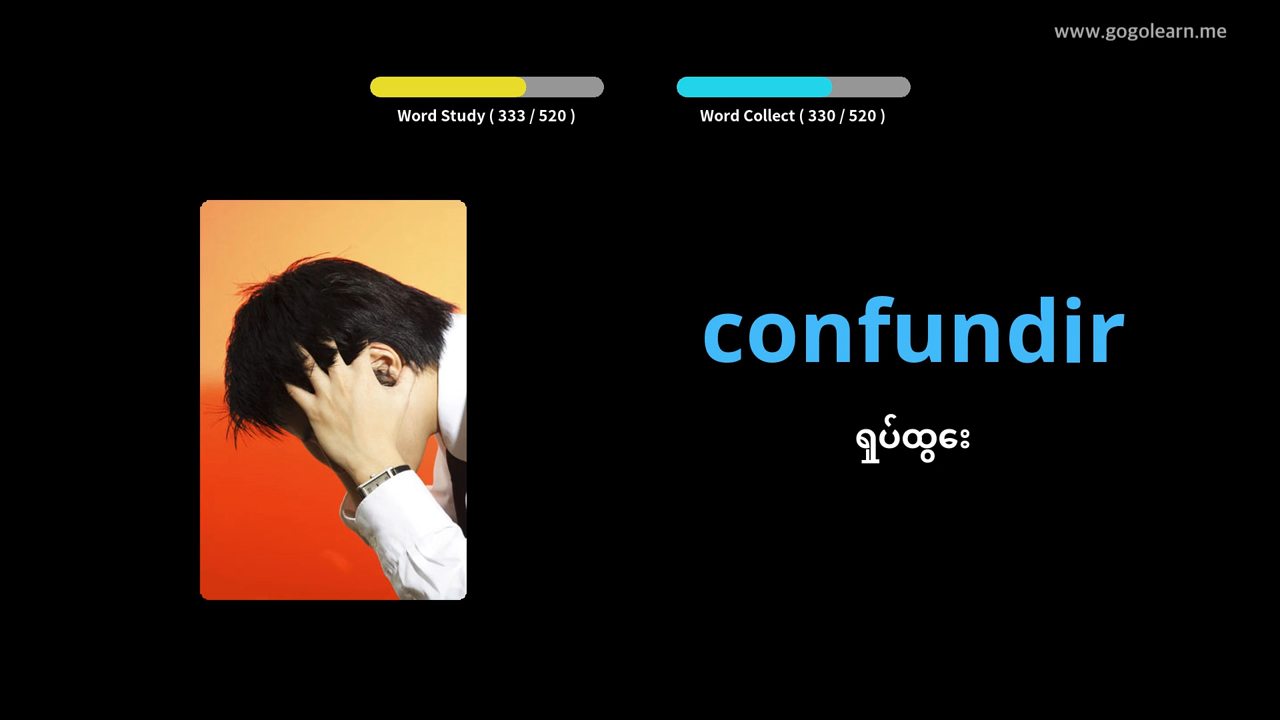 www.gogolearn.me
Word Study ( 333 / 520 )
Word Collect ( 330 / 520 )
confundir
ရှုပ်ထွေး